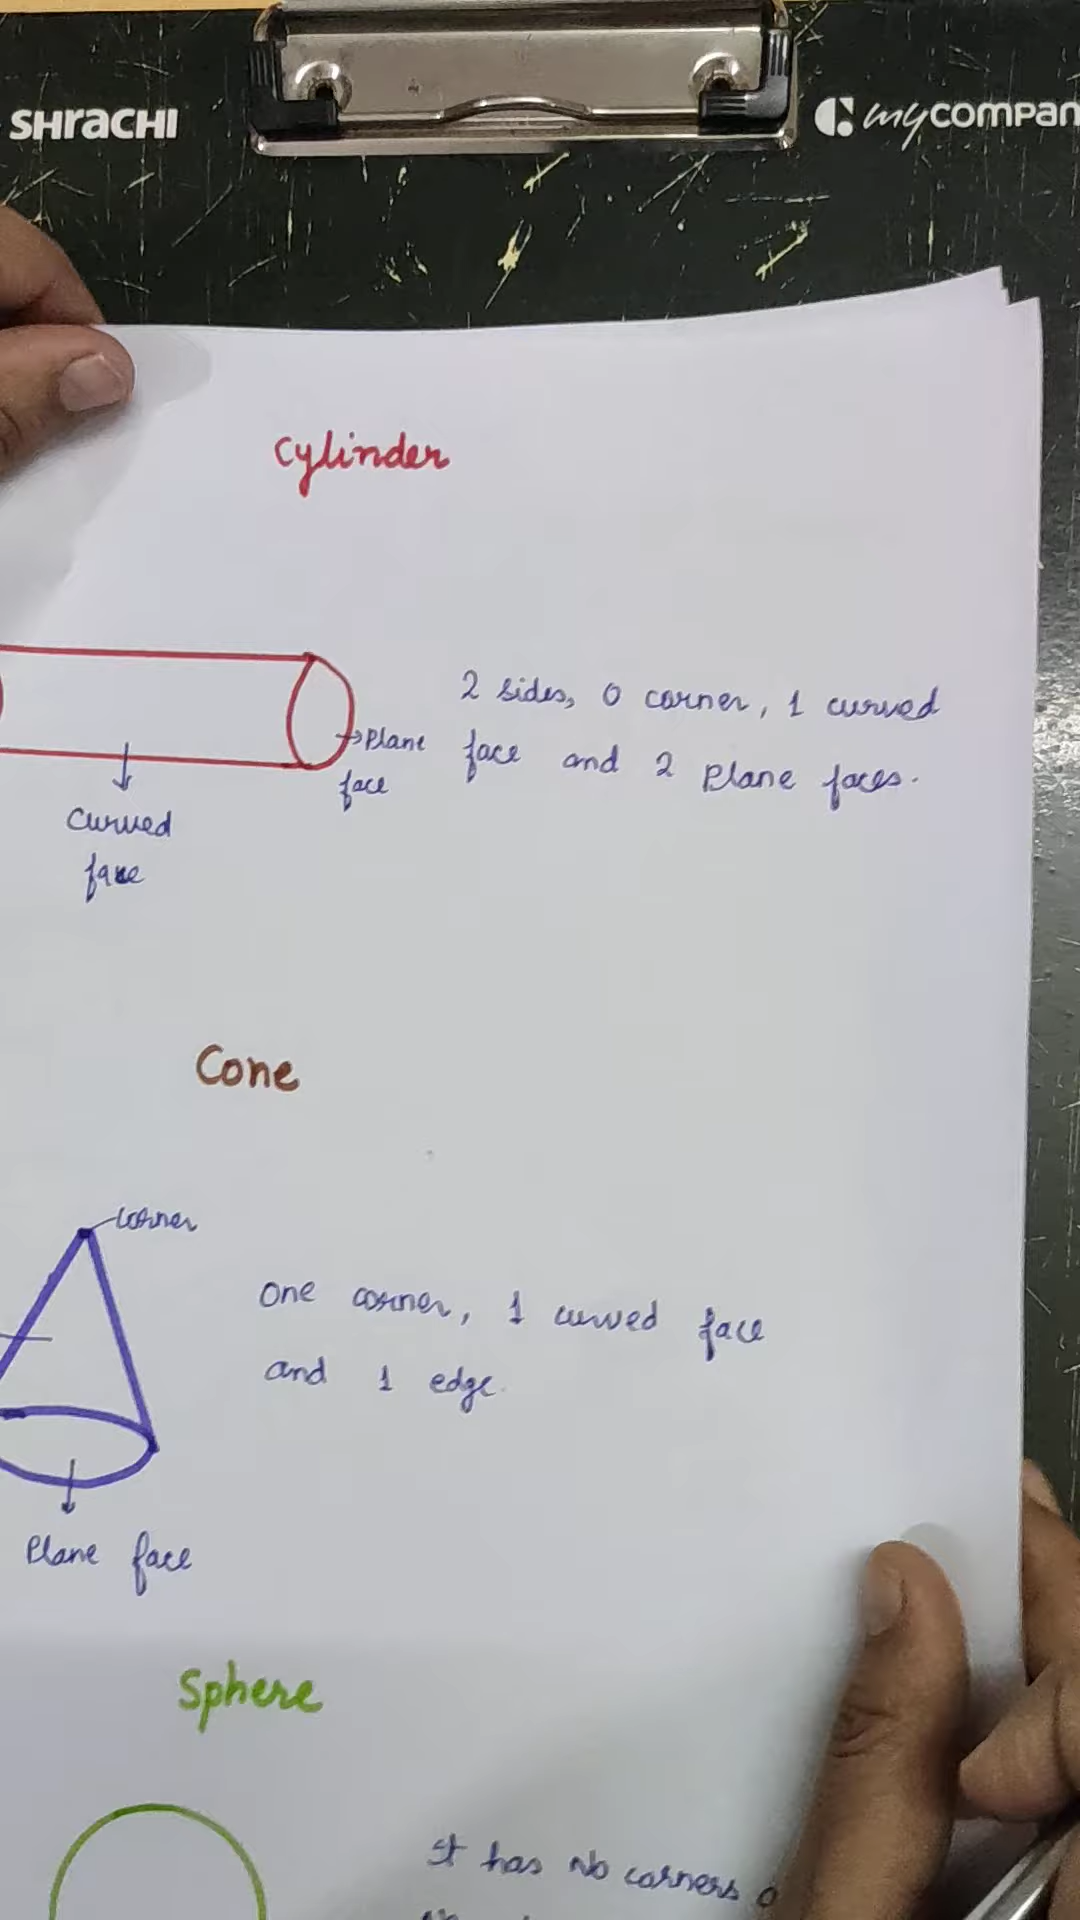 SHRACHI
mycompan
Cylinder
2 sides, 0 corner, 1 curved
face and 2 Plane faces.
Plane
face
Curved
face
Cone
corner
One corner, 1 curved face
and 1 edge.
Plane face
Sphere
It has No corners